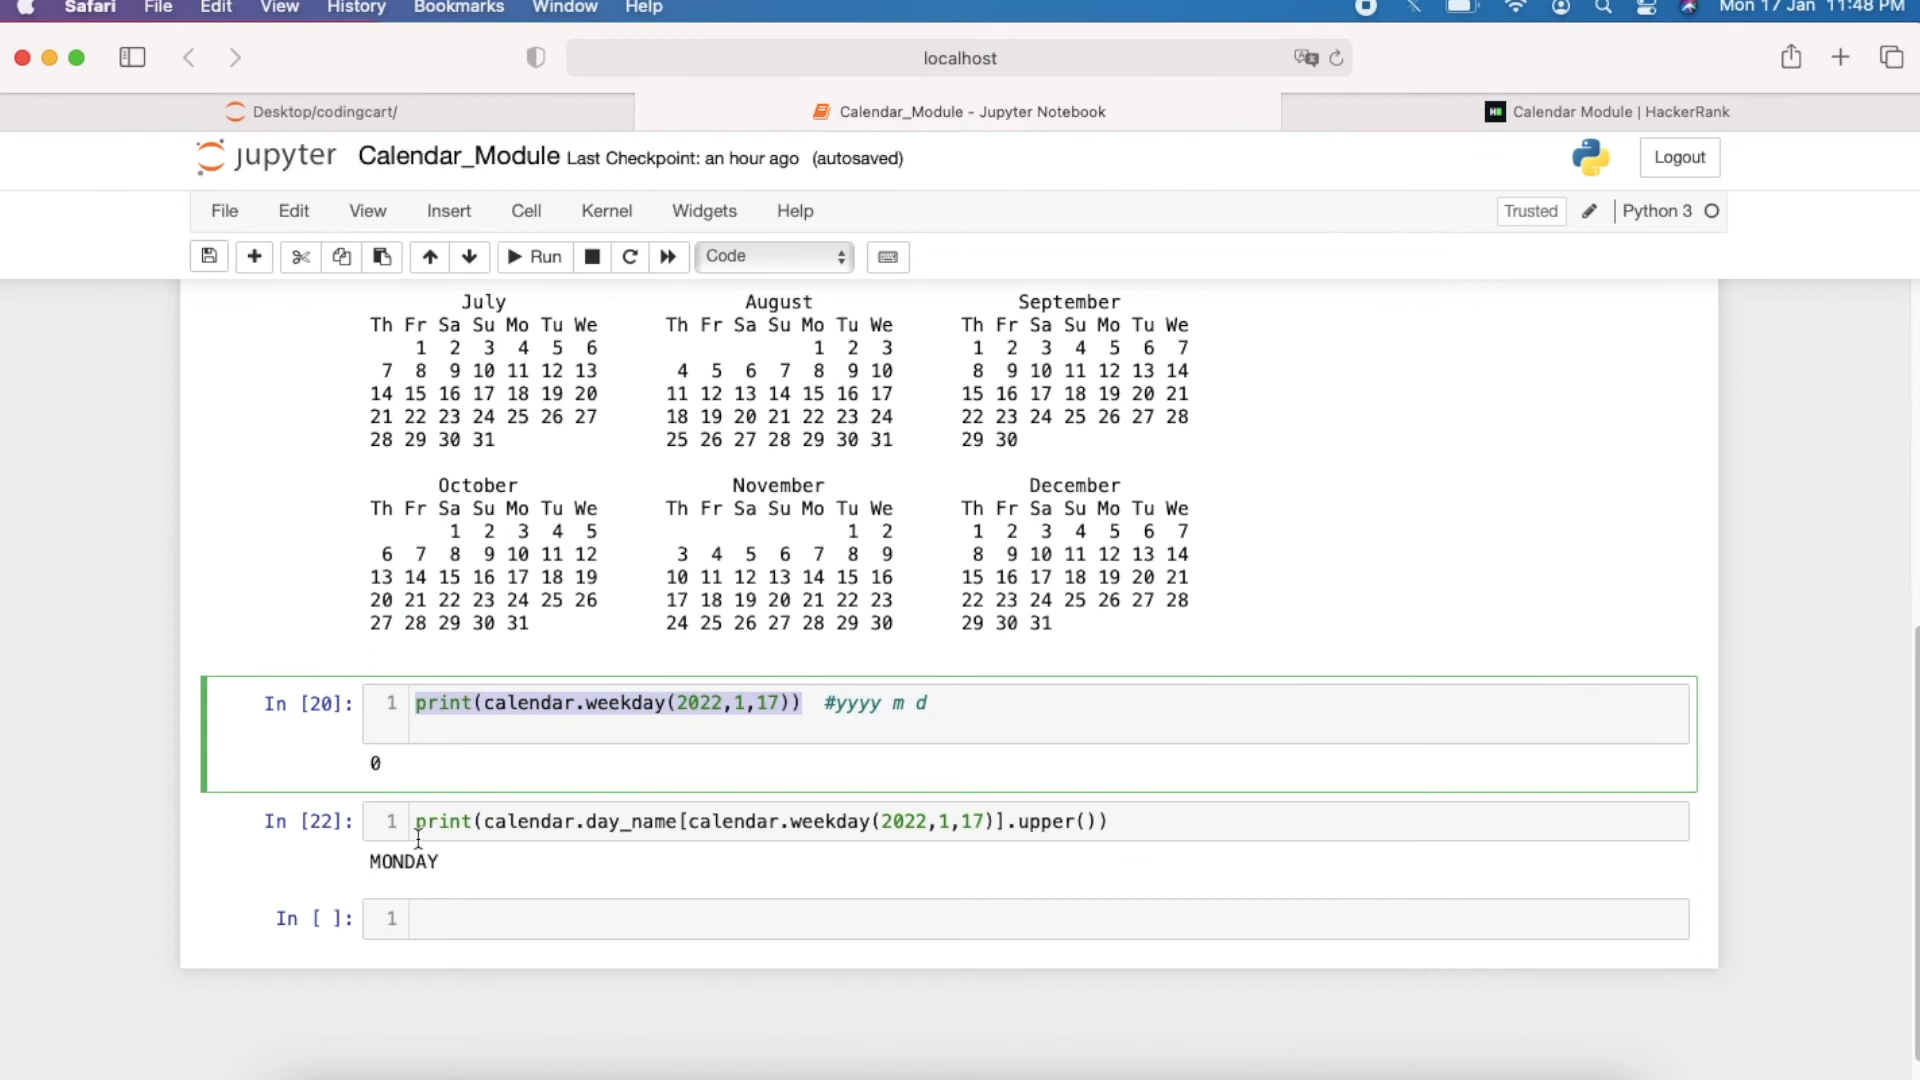 Safari File Edit View History Bookmarks Window Help Mon 17 Jan 11:48 PM
localhost
Desktop/codingcart/ Calendar_Module - Jupyter Notebook Calendar Module | HackerRank
jupyter Calendar_Module Last Checkpoint: an hour ago (autosaved) Logout
File Edit View Insert Cell Kernel Widgets Help Trusted Python 3
Run Code
July August September
Th Fr Sa Su Mo Tu We Th Fr Sa Su Mo Tu We Th Fr Sa Su Mo Tu We
1 2 3 4 5 6 1 2 3 1 2 3 4 5 6 7
7 8 9 10 11 12 13 4 5 6 7 8 9 10 8 9 10 11 12 13 14
14 15 16 17 18 19 20 11 12 13 14 15 16 17 15 16 17 18 19 20 21
21 22 23 24 25 26 27 18 19 20 21 22 23 24 22 23 24 25 26 27 28
28 29 30 31 25 26 27 28 29 30 31 29 30
October November December
Th Fr Sa Su Mo Tu We Th Fr Sa Su Mo Tu We Th Fr Sa Su Mo Tu We
1 2 3 4 5 1 2 1 2 3 4 5 6 7
6 7 8 9 10 11 12 3 4 5 6 7 8 9 8 9 10 11 12 13 14
13 14 15 16 17 18 19 10 11 12 13 14 15 16 15 16 17 18 19 20 21
20 21 22 23 24 25 26 17 18 19 20 21 22 23 22 23 24 25 26 27 28
27 28 29 30 31 24 25 26 27 28 29 30 29 30 31
In [20]: 1 print(calendar.weekday(2022,1,17)) #yyyy m d
0
In [22]: 1 print(calendar.day_name[calendar.weekday(2022,1,17)].upper())
MONDAY
In [ ]: 1